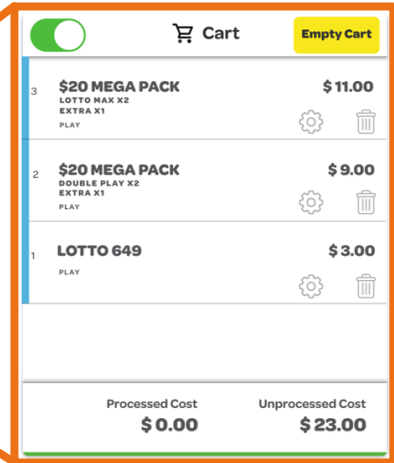 Cart
Empty Cart
3
$20 MEGA PACK
$ 11.00
LOTTO MAX X2
EXTRA X1
PLAY
2
$20 MEGA PACK
$ 9.00
DOUBLE PLAY X2
EXTRA X1
PLAY
1
LOTTO 649
$ 3.00
PLAY
Processed Cost
Unprocessed Cost
$ 0.00
$ 23.00